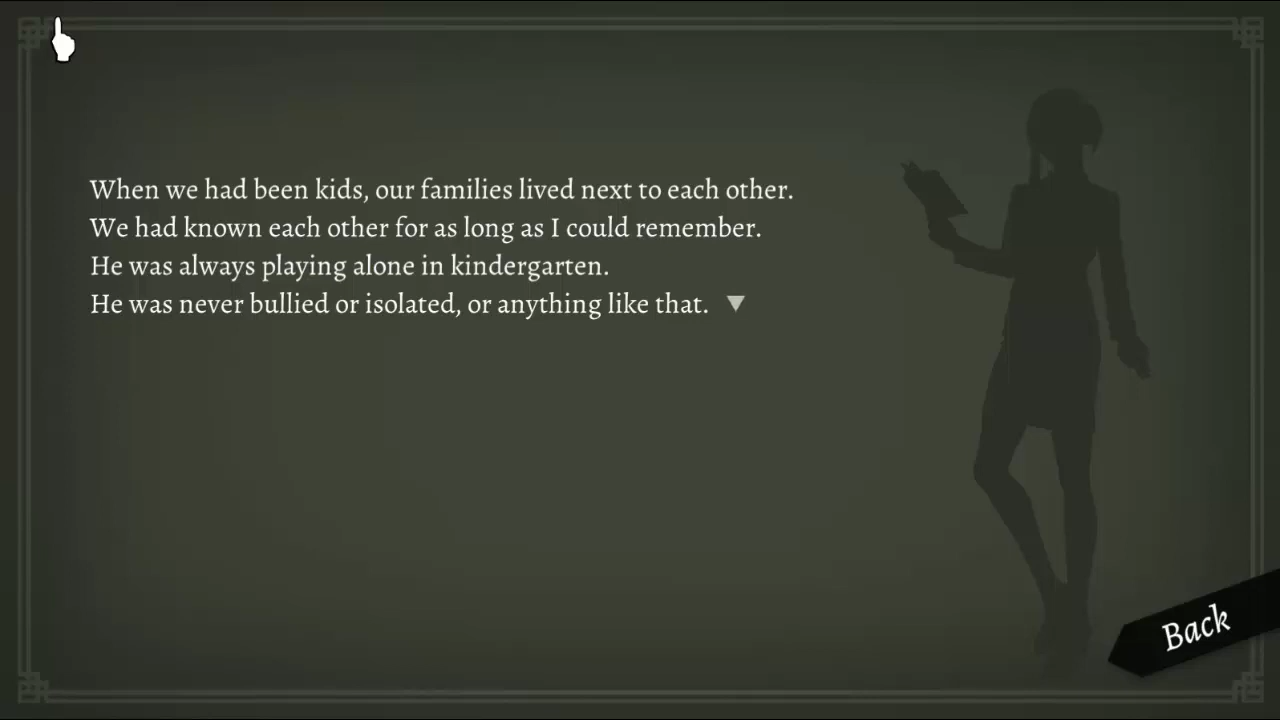 When we had been kids, our families lived next to each other.
We had known each other for as long as I could remember.
He was always playing alone in kindergarten.
He was never bullied or isolated, or anything like that.
Back